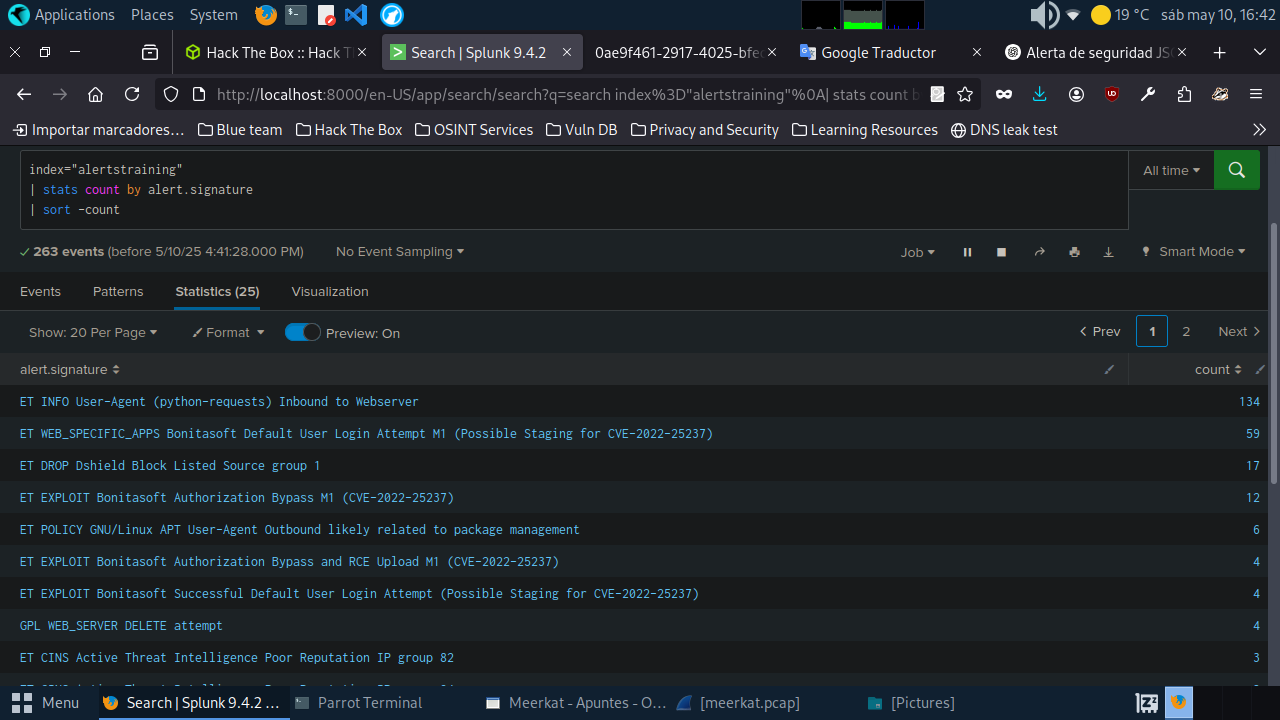 Applications Places System 19 °C sáb may 10, 16:42
Hack The Box :: Hack T Search | Splunk 9.4.2 0ae9f461-2917-4025-bfe Google Traductor Alerta de seguridad JS
http://localhost:8000/en-US/app/search/search?q=search index%3D"alertstraining"%0A| stats count b
Importar marcadores… Blue team Hack The Box OSINT Services Vuln DB Privacy and Security Learning Resources DNS leak test
index="alertstraining"
| stats count by alert.signature
| sort -count
All time
263 events (before 5/10/25 4:41:28.000 PM) No Event Sampling Job Smart Mode
Events Patterns Statistics (25) Visualization
Show: 20 Per Page Format Preview: On Prev 1 2 Next
alert.signature count
ET INFO User-Agent (python-requests) Inbound to Webserver 134
ET WEB_SPECIFIC_APPS Bonitasoft Default User Login Attempt M1 (Possible Staging for CVE-2022-25237) 59
ET DROP Dshield Block Listed Source group 1 17
ET EXPLOIT Bonitasoft Authorization Bypass M1 (CVE-2022-25237) 12
ET POLICY GNU/Linux APT User-Agent Outbound likely related to package management 6
ET EXPLOIT Bonitasoft Authorization Bypass and RCE Upload M1 (CVE-2022-25237) 4
ET EXPLOIT Bonitasoft Successful Default User Login Attempt (Possible Staging for CVE-2022-25237) 4
GPL WEB_SERVER DELETE attempt 4
ET CINS Active Threat Intelligence Poor Reputation IP group 82 3
Menu Search | Splunk 9.4.2 … Parrot Terminal Meerkat - Apuntes - O… [meerkat.pcap] [Pictures]